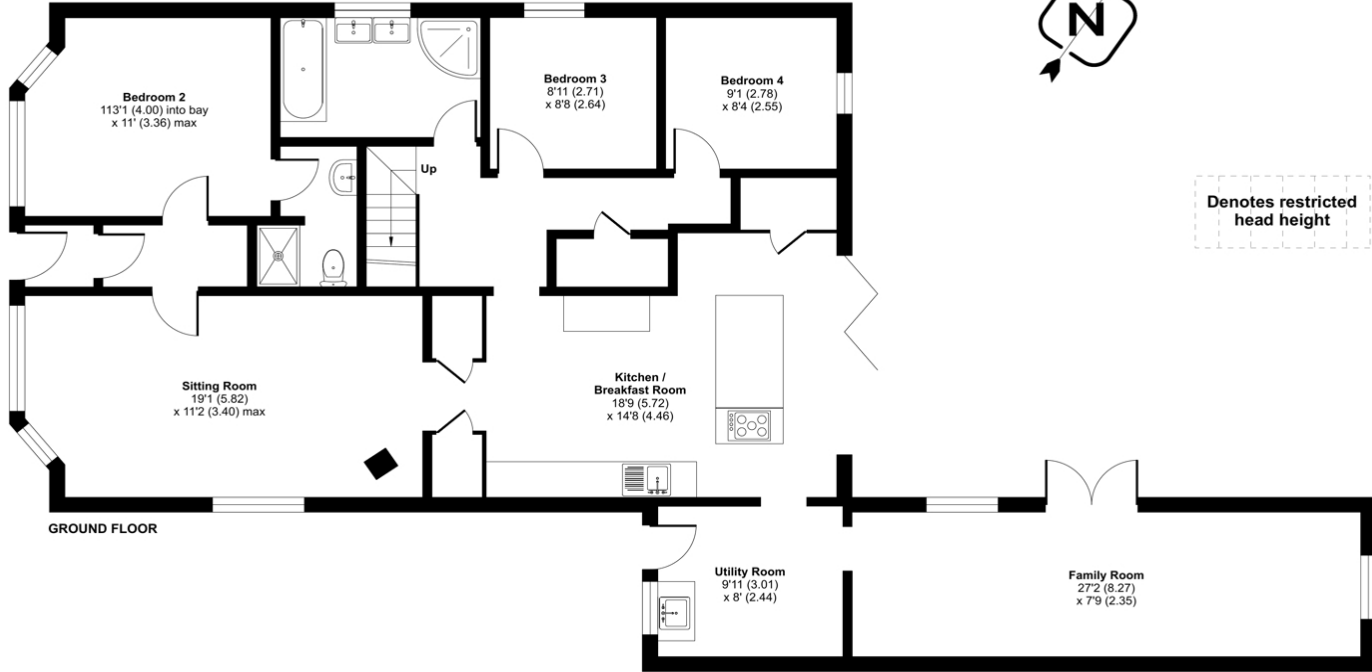 N
Bedroom 2
113'1 (4.00) into bay
x 11' (3.36) max
Bedroom 3
8'11 (2.71)
x 8'8 (2.64)
Bedroom 4
9'1 (2.78)
x 8'4 (2.55)
Up
Denotes restricted
head height
Sitting Room
19'1 (5.82)
x 11'2 (3.40) max
Kitchen /
Breakfast Room
18'9 (5.72)
x 14'8 (4.46)
GROUND FLOOR
Utility Room
9'11 (3.01)
x 8' (2.44)
Family Room
27'2 (8.27)
x 7'9 (2.35)